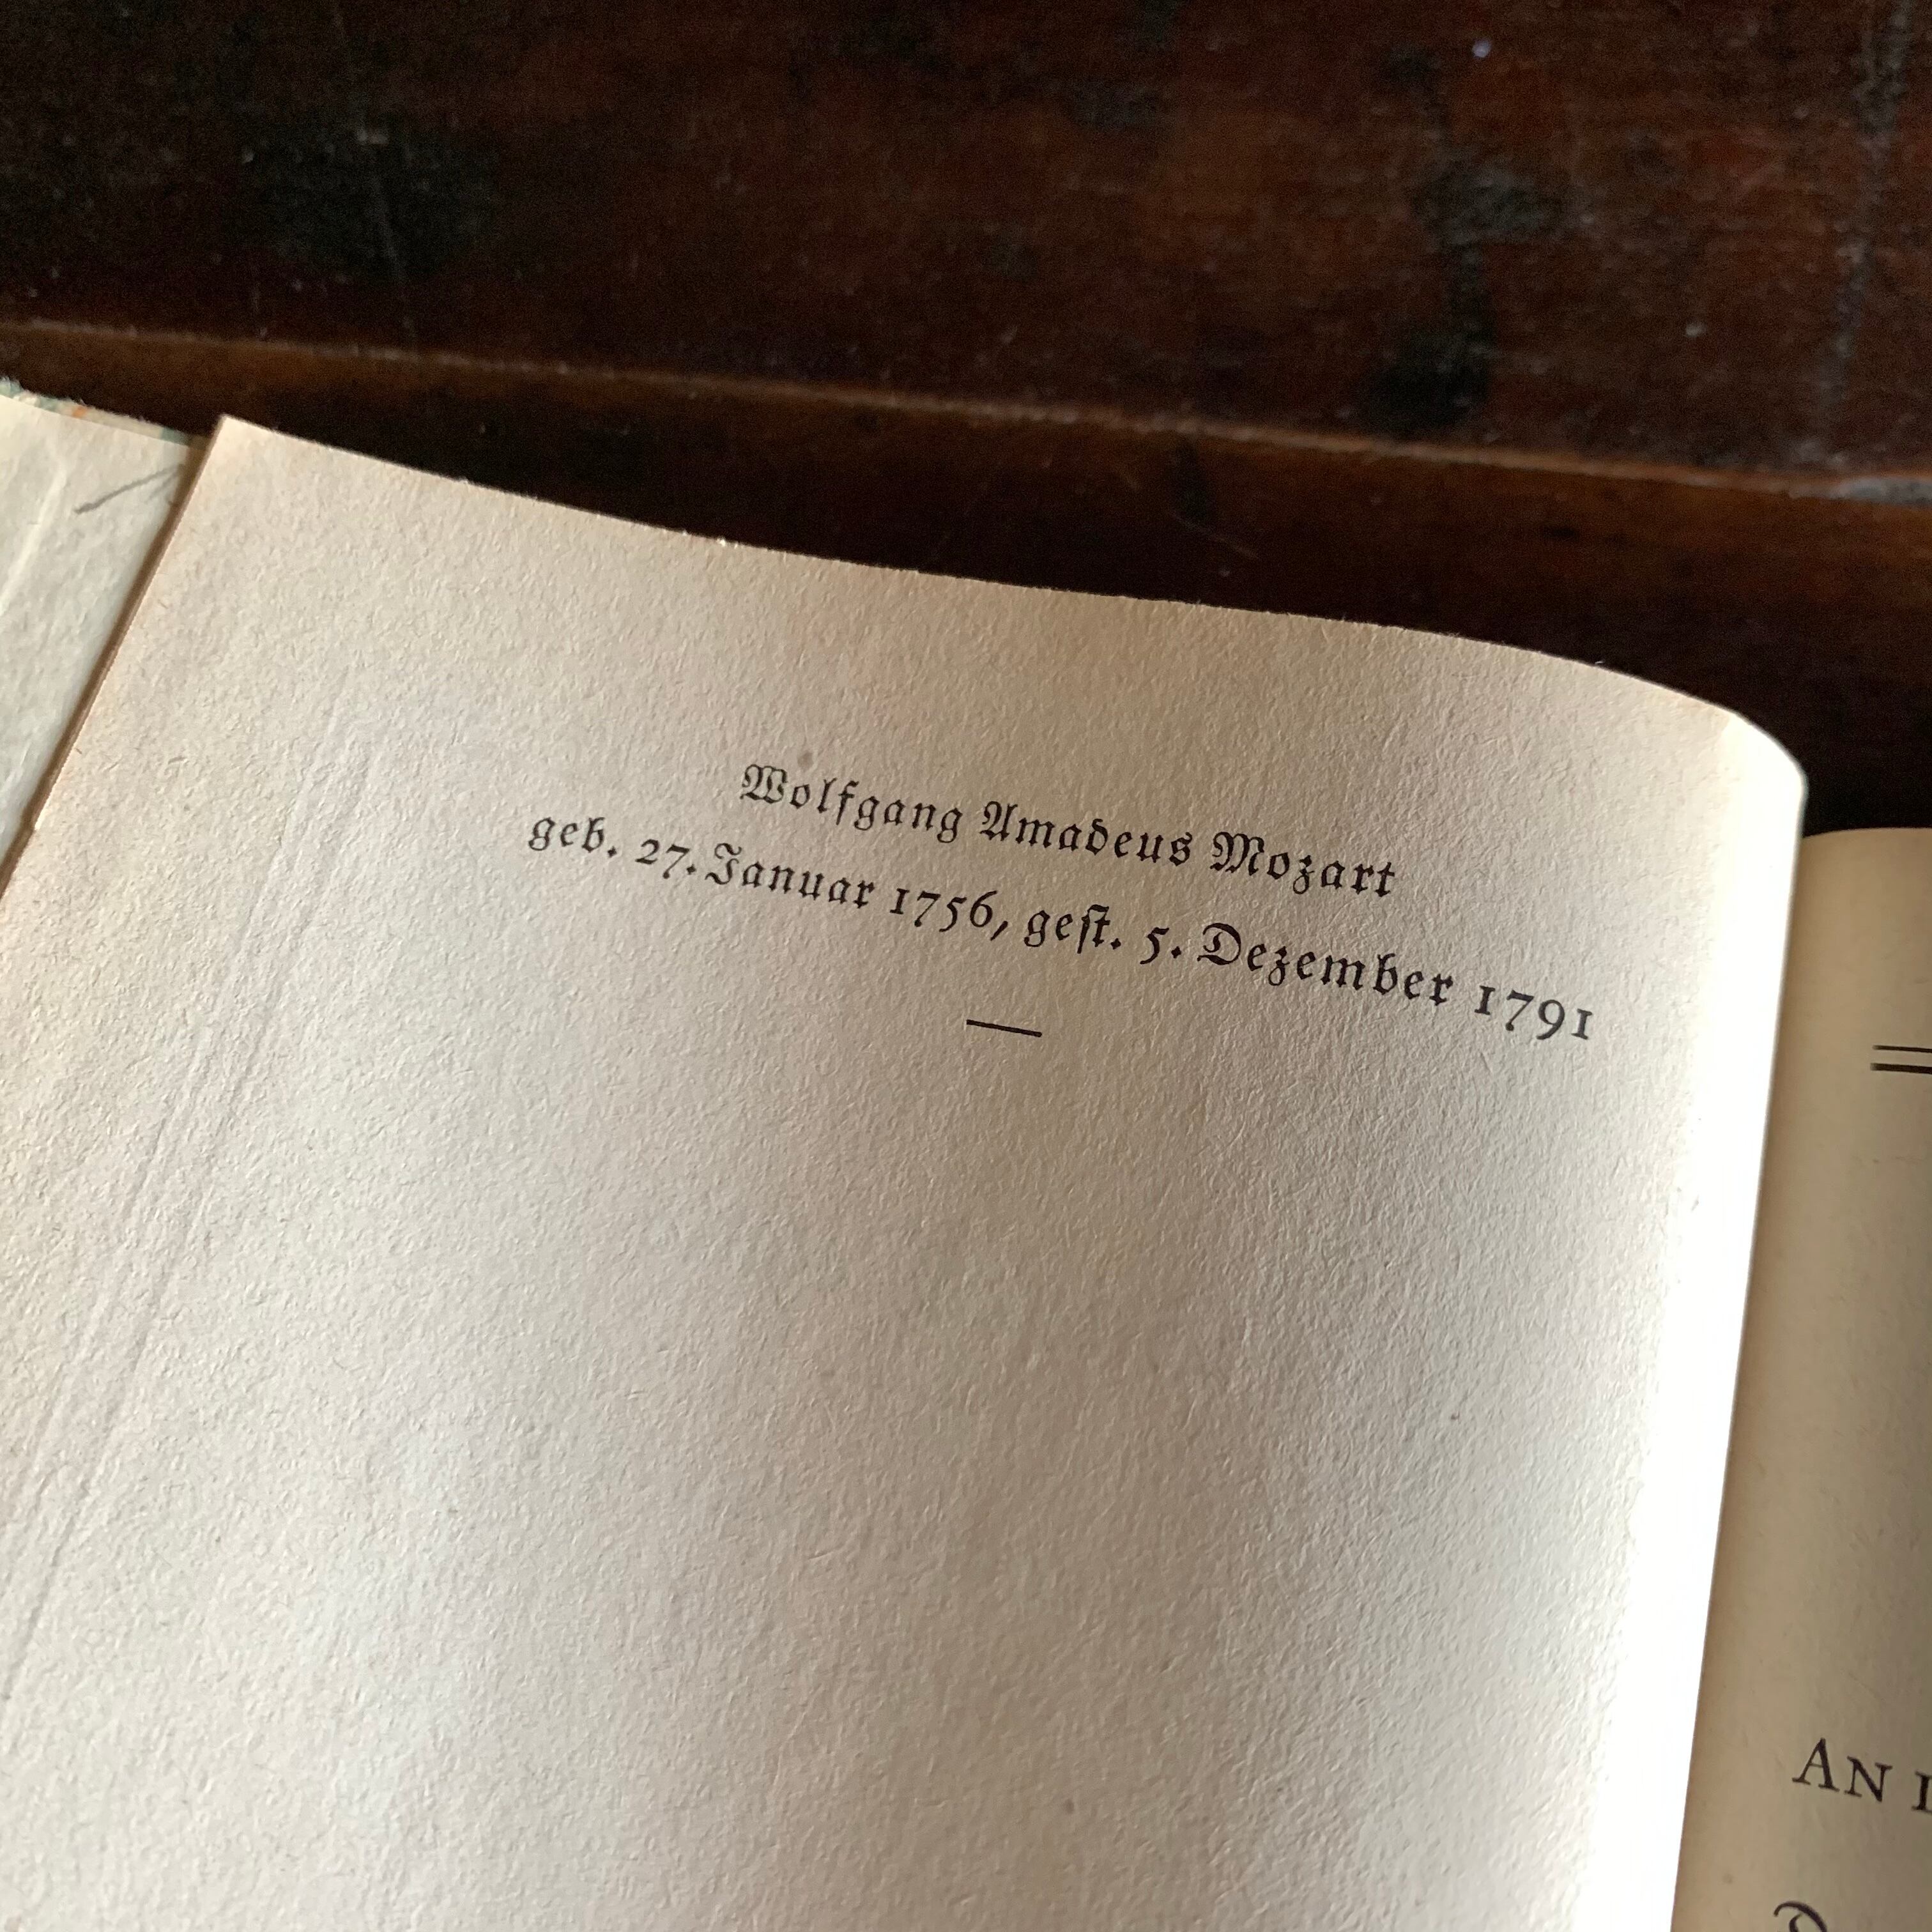 Wolfgang Amadeus Mozart
geb. 27. Januar 1756, geſt. 5. Dezember 1791
AN